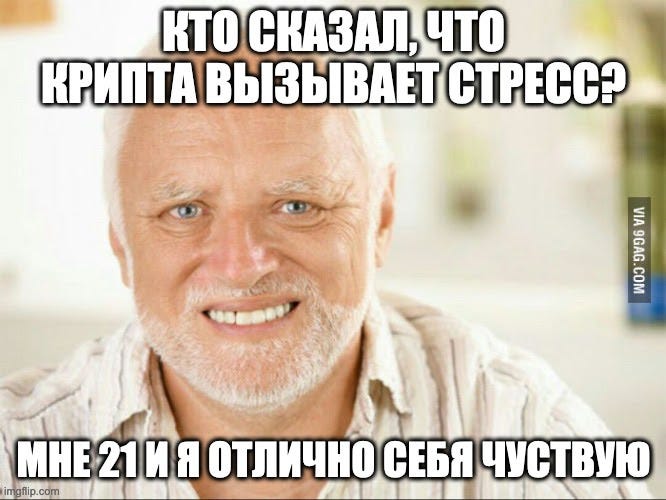 КТО СКАЗАЛ, ЧТО
КРИПТА ВЫЗЫВАЕТ СТРЕСС?
VIA 9GAG.COM
МНЕ 21 И Я ОТЛИЧНО СЕБЯ ЧУСТВУЮ
imgflip.com